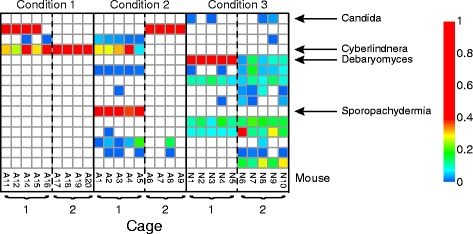 Condition 1 Condition 2 Condition 3
Candida
Cyberlindnera
Debaryomyces
Sporopachydermia
1
0.8
0.6
0.4
0.2
0
A11 A12 A14 A15 A16 A17 A18 A19 A20 A1 A2 A3 A4 A5 A6 A7 A8 A9 N1 N2 N3 N4 N5 N6 N7 N8 N9 N10 Mouse
1 2 1 2 1 2
Cage